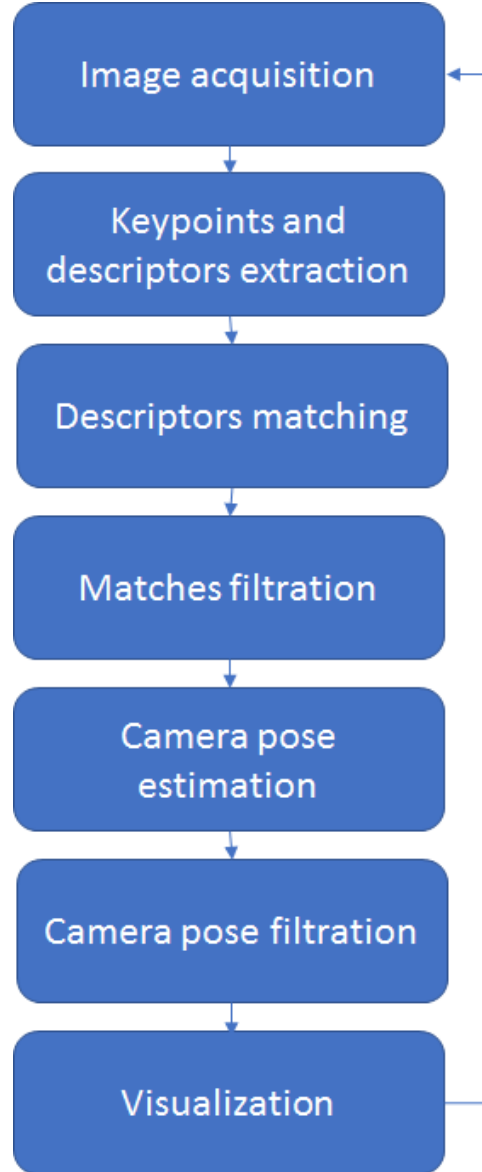 Image acquisition
Keypoints and
descriptors extraction
Descriptors matching
Matches filtration
Camera pose
estimation
Camera pose filtration
Visualization